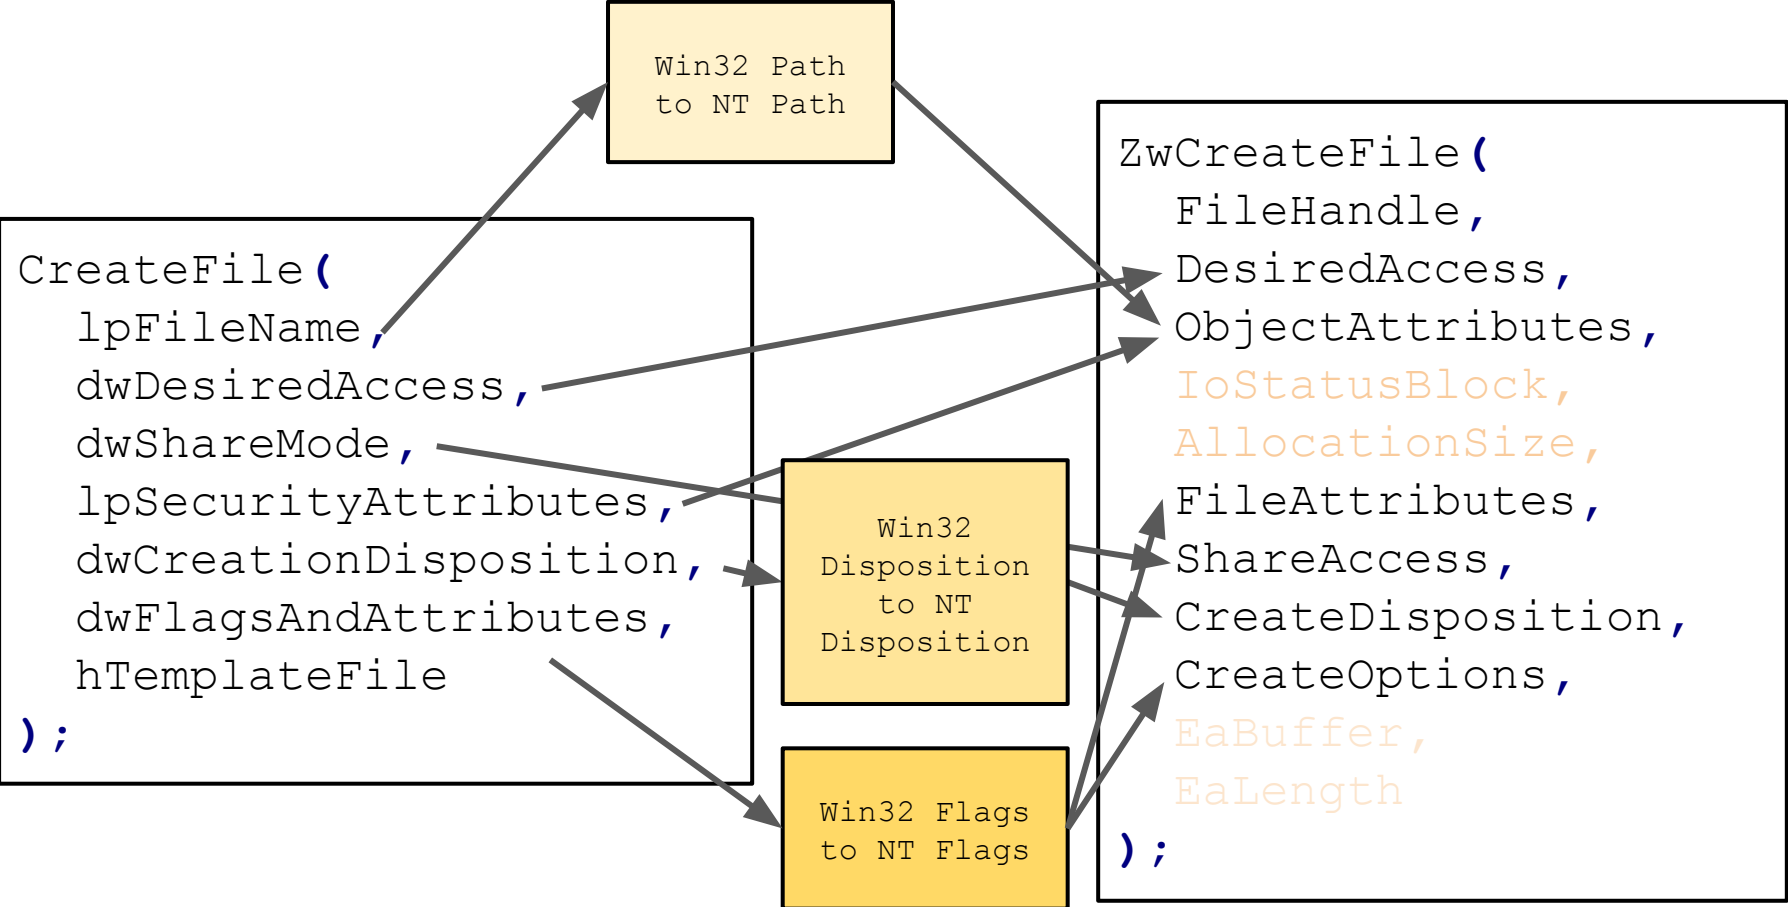 Win32 Path
to NT Path
CreateFile(
lpFileName,
dwDesiredAccess,
dwShareMode,
lpSecurityAttributes,
dwCreationDisposition,
dwFlagsAndAttributes,
hTemplateFile
);
Win32
Disposition
to NT
Disposition
Win32 Flags
to NT Flags
ZwCreateFile(
FileHandle,
DesiredAccess,
ObjectAttributes,
IoStatusBlock,
AllocationSize,
FileAttributes,
ShareAccess,
CreateDisposition,
CreateOptions,
EaBuffer,
EaLength
);